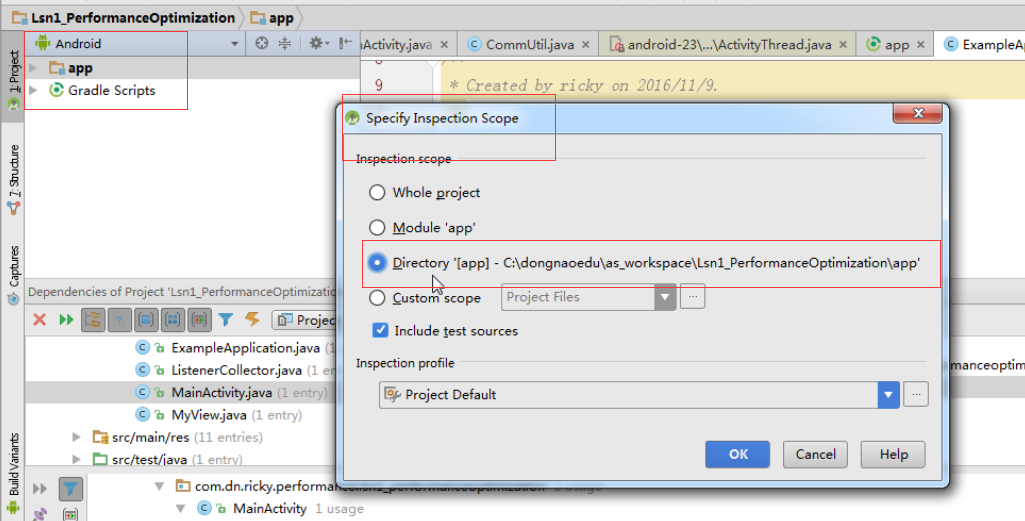 Lsn1_PerformanceOptimization
app
1: Project
7: Structure
Captures
Build Variants
Android
app
Gradle Scripts
Activity.java
CommUtil.java
android-23\...\ActivityThread.java
app
ExampleAp
9
* Created by ricky on 2016/11/9.
Specify Inspection Scope
Inspection scope
Whole project
Module 'app'
Directory '[app] - C:\dongnaoedu\as_workspace\Lsn1_PerformanceOptimization\app'
Custom scope
Project Files
...
Include test sources
Inspection profile
Project Default
...
OK
Cancel
Help
Dependencies of Project 'Lsn1_PerformanceOptimizatio
Projec
ExampleApplication.java (1
ListenerCollector.java (1 en
MainActivity.java (1 entry)
MyView.java (1 entry)
src/main/res (11 entries)
src/test/java (1 entry)
manceoptim
com.dn.ricky.performance.lsn1_performanceoptimization 1 usage
MainActivity 1 usage